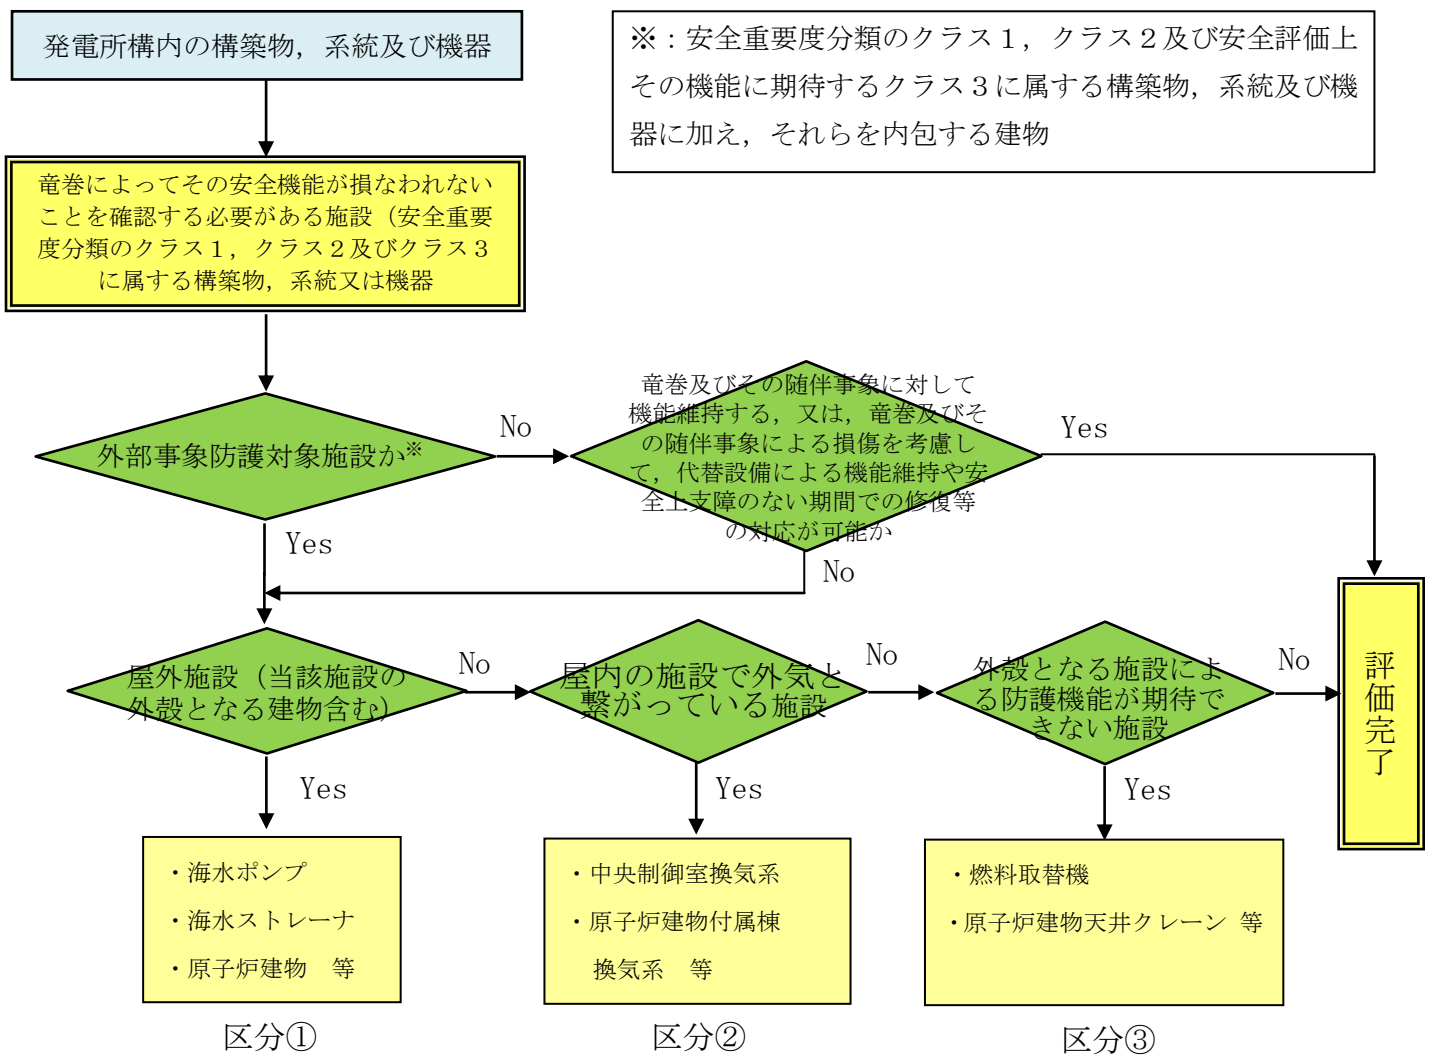 発電所構内の構築物，系統及び機器
※：安全重要度分類のクラス１，クラス２及び安全評価上
その機能に期待するクラス３に属する構築物，系統及び機
器に加え，それらを内包する建物
竜巻によってその安全機能が損なわれない
ことを確認する必要がある施設（安全重要
度分類のクラス１，クラス２及びクラス３
に属する構築物，系統又は機器
外部事象防護対象施設か※
No
竜巻及びその随伴事象に対して
機能維持する，又は，竜巻及びそ
の随伴事象による損傷を考慮し
て，代替設備による機能維持や安
全上支障のない期間での修復等
の対応が可能か
Yes
Yes
No
屋外施設（当該施設の
外殻となる建物含む）
No
屋内の施設で外気と
繋がっている施設
No
外殻となる施設によ
る防護機能が期待で
きない施設
No
評価完了
Yes
Yes
Yes
・海水ポンプ
・海水ストレーナ
・原子炉建物　等
・中央制御室換気系
・原子炉建物付属棟
換気系　等
・燃料取替機
・原子炉建物天井クレーン 等
区分①
区分②
区分③